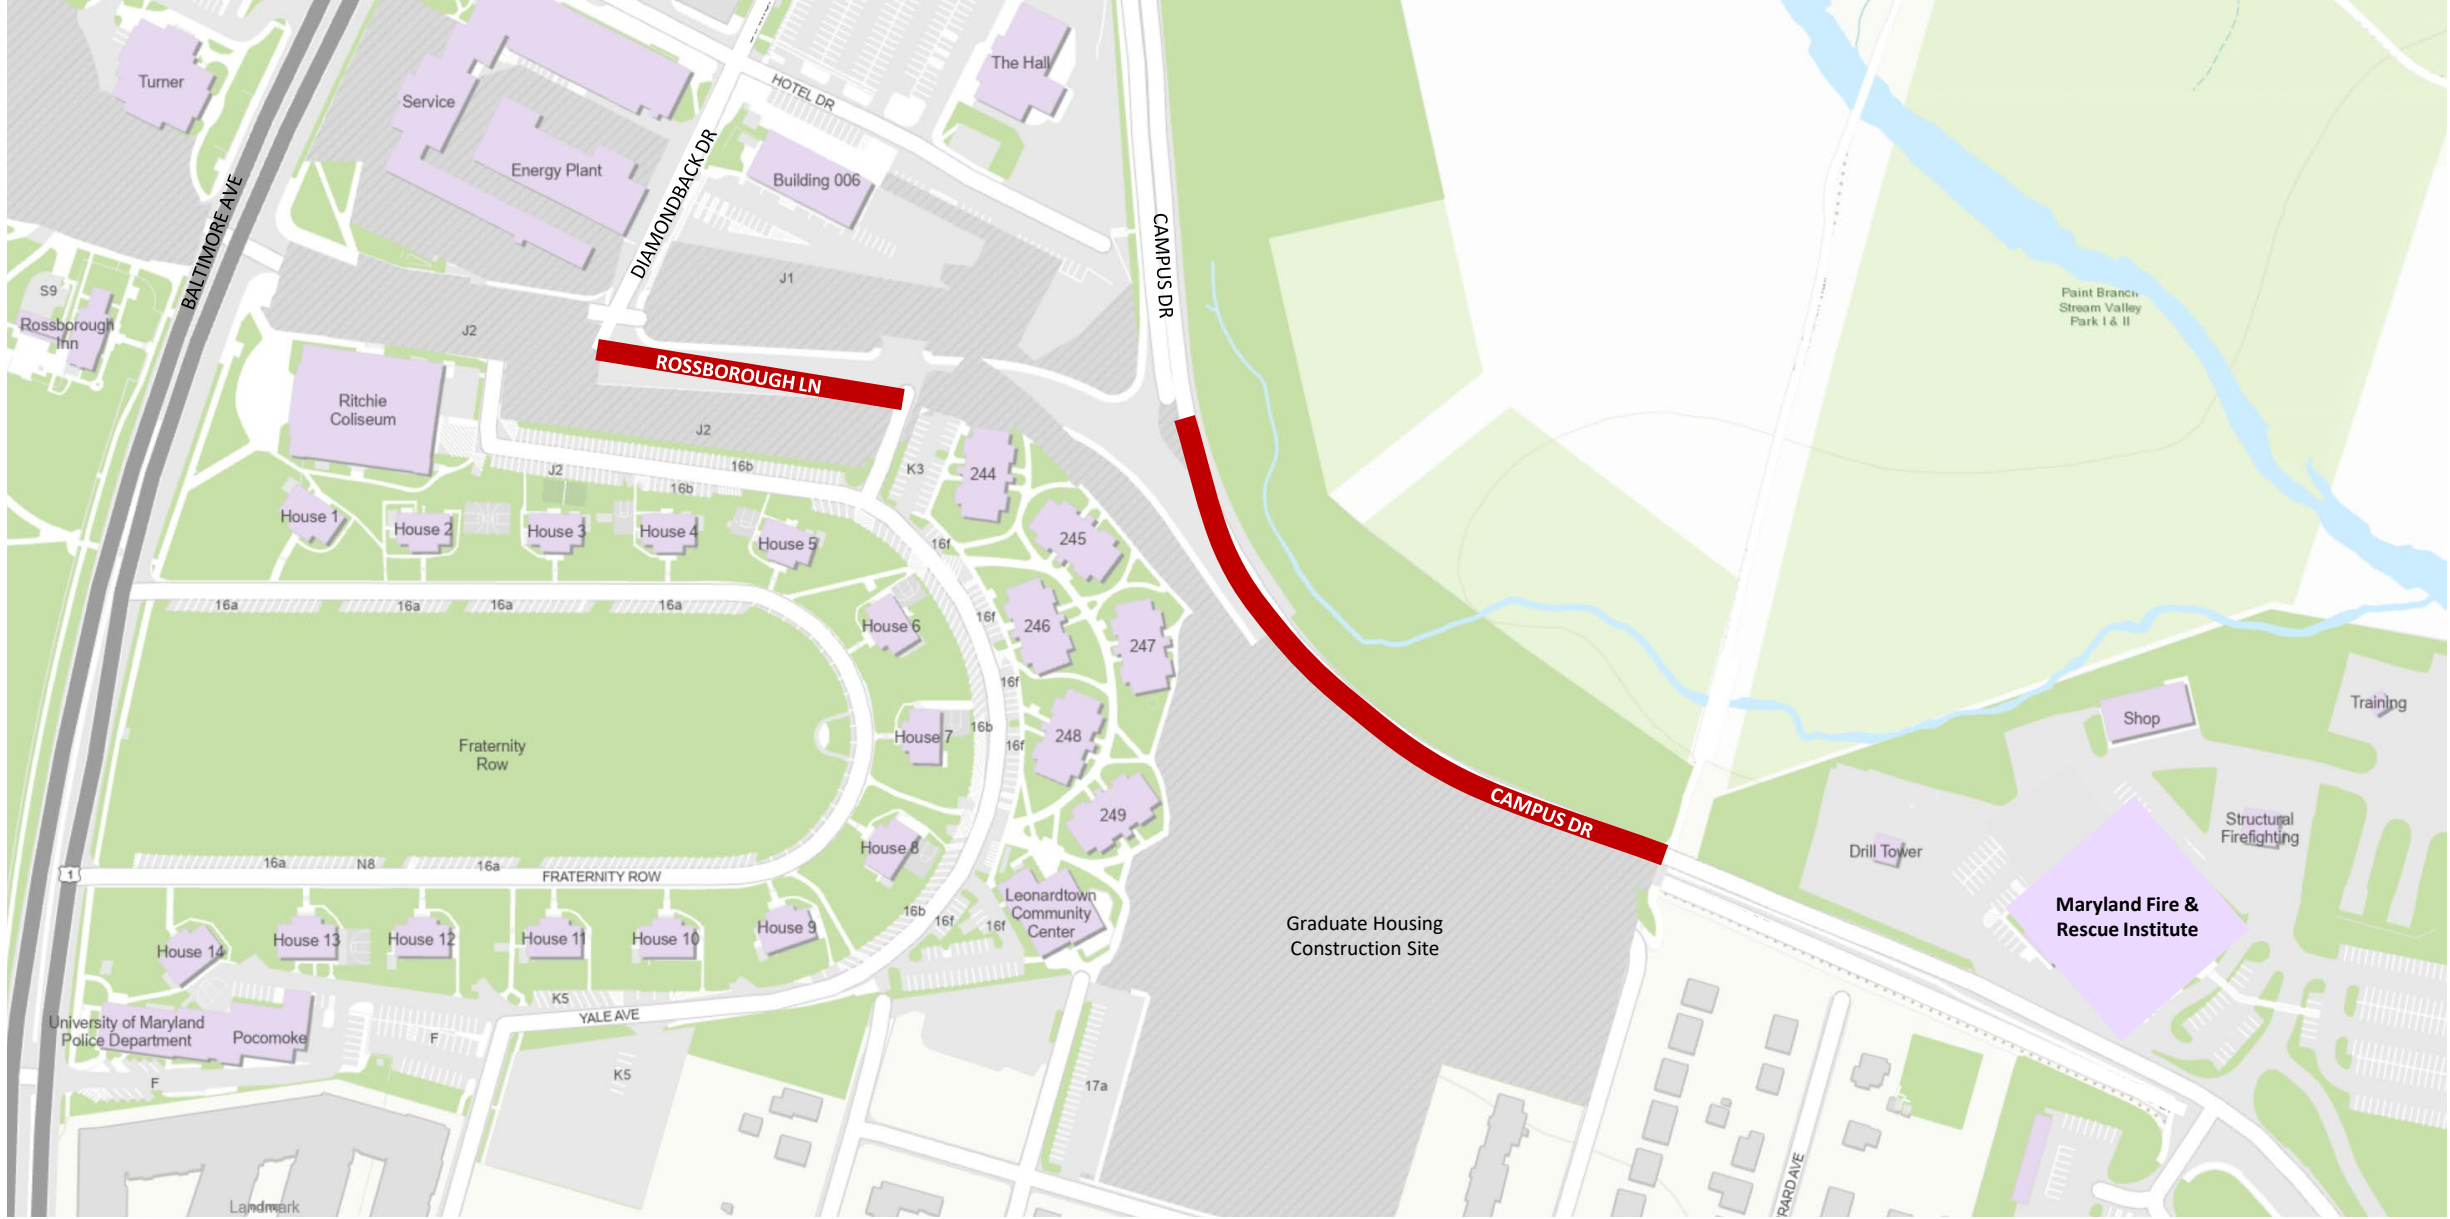 Turner
Service
The Hall
HOTEL DR
Energy Plant
DIAMONDBACK DR
Building 006
BALTIMORE AVE
CAMPUS DR
S9
Rossborough
Inn
J2
J1
Paint Branch
Stream Valley
Park I & II
ROSSBOROUGH LN
Ritchie
Coliseum
J2
J2
16b
16b
K3
244
House 1
House 2
House 3
House 4
House 5
16f
245
16a
16a
16a
16a
House 6
16f
246
247
16f
Fraternity
Row
House 7
16b
16f
248
Shop
Training
CAMPUS DR
249
House 8
Drill Tower
Structural
Firefighting
1
16a
N8
16a
FRATERNITY ROW
Leonardtown
Community
Center
16b
16f
16f
Graduate Housing
Construction Site
Maryland Fire &
Rescue Institute
House 14
House 13
House 12
House 11
House 10
House 9
K5
YALE AVE
University of Maryland
Police Department
Pocomoke
F
F
K5
17a
Landmark